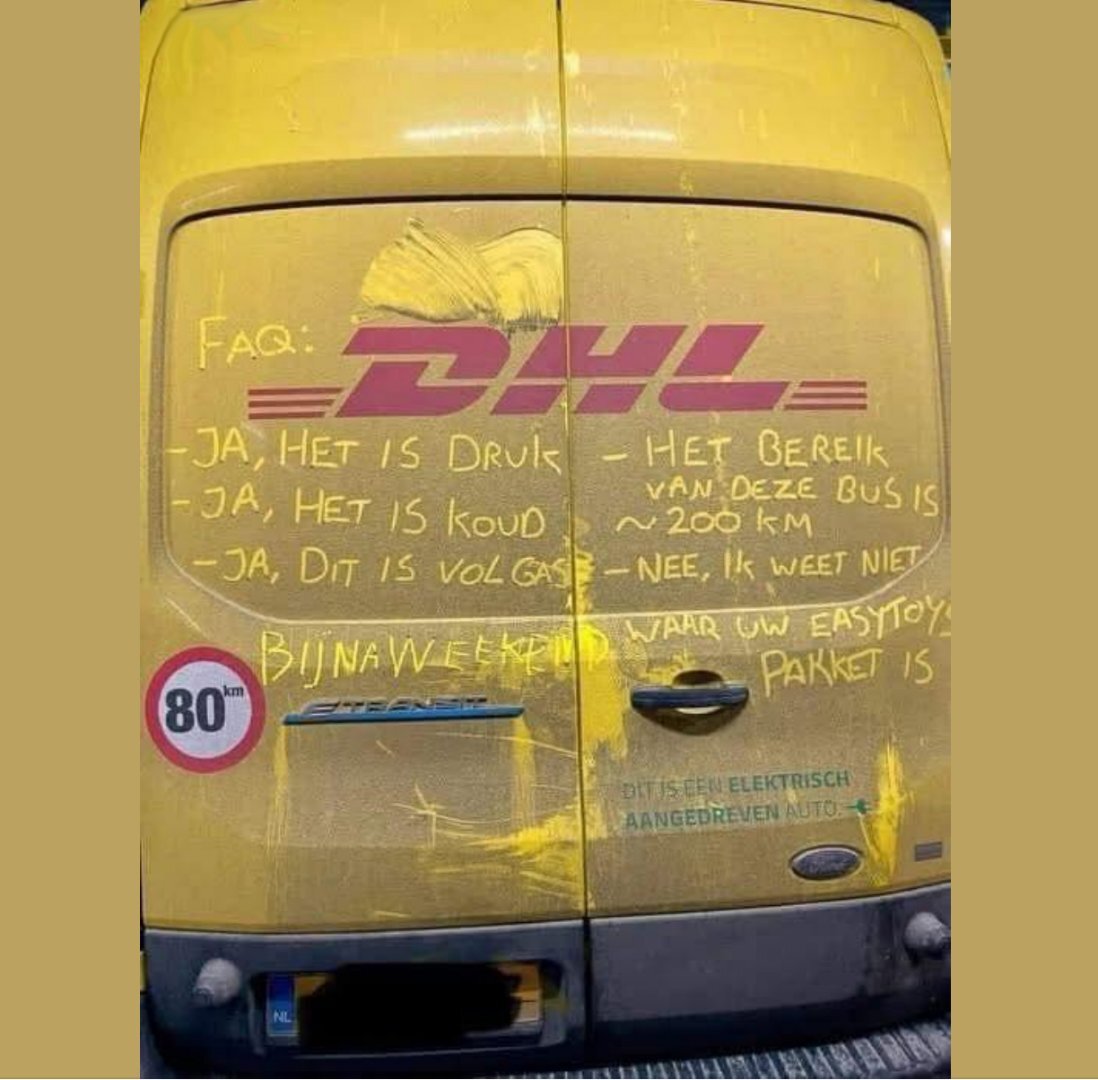 FAQ:
DHL
-JA, HET IS DRUK
-JA, HET IS KOUD
-JA, DIT IS VOL GAS
BIJNA WEEKEND
- HET BEREIK
VAN DEZE BUS IS
~200 KM
-NEE, IK WEET NIET
WAAR UW EASYTOYS
PAKKET IS
80 km
E-TRANSIT
DIT IS EEN ELEKTRISCH
AANGEDREVEN AUTO.
Ford
NL